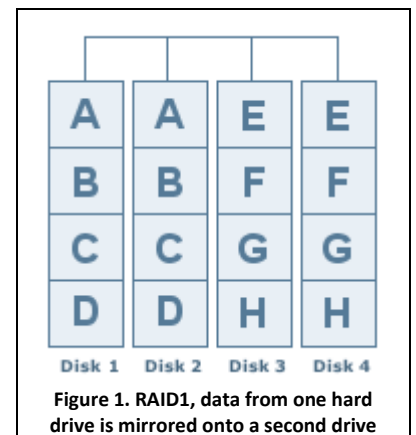 A A E E
B B F F
C C G G
D D H H
Disk 1 Disk 2 Disk 3 Disk 4
Figure 1. RAID1, data from one hard
drive is mirrored onto a second drive